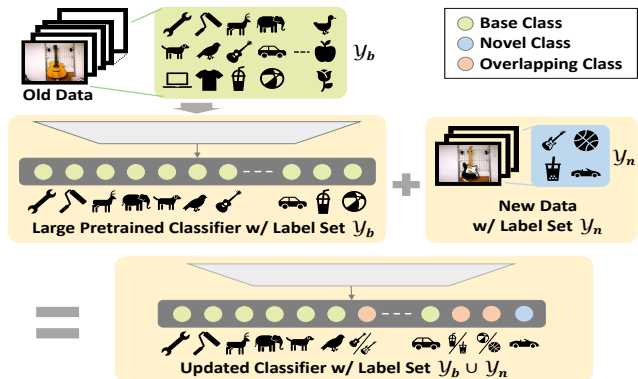 Old Data
𝒴b
Base Class
Novel Class
Overlapping Class
Large Pretrained Classifier w/ Label Set 𝒴b
𝒴n
New Data
w/ Label Set 𝒴n
Updated Classifier w/ Label Set 𝒴b ∪ 𝒴n